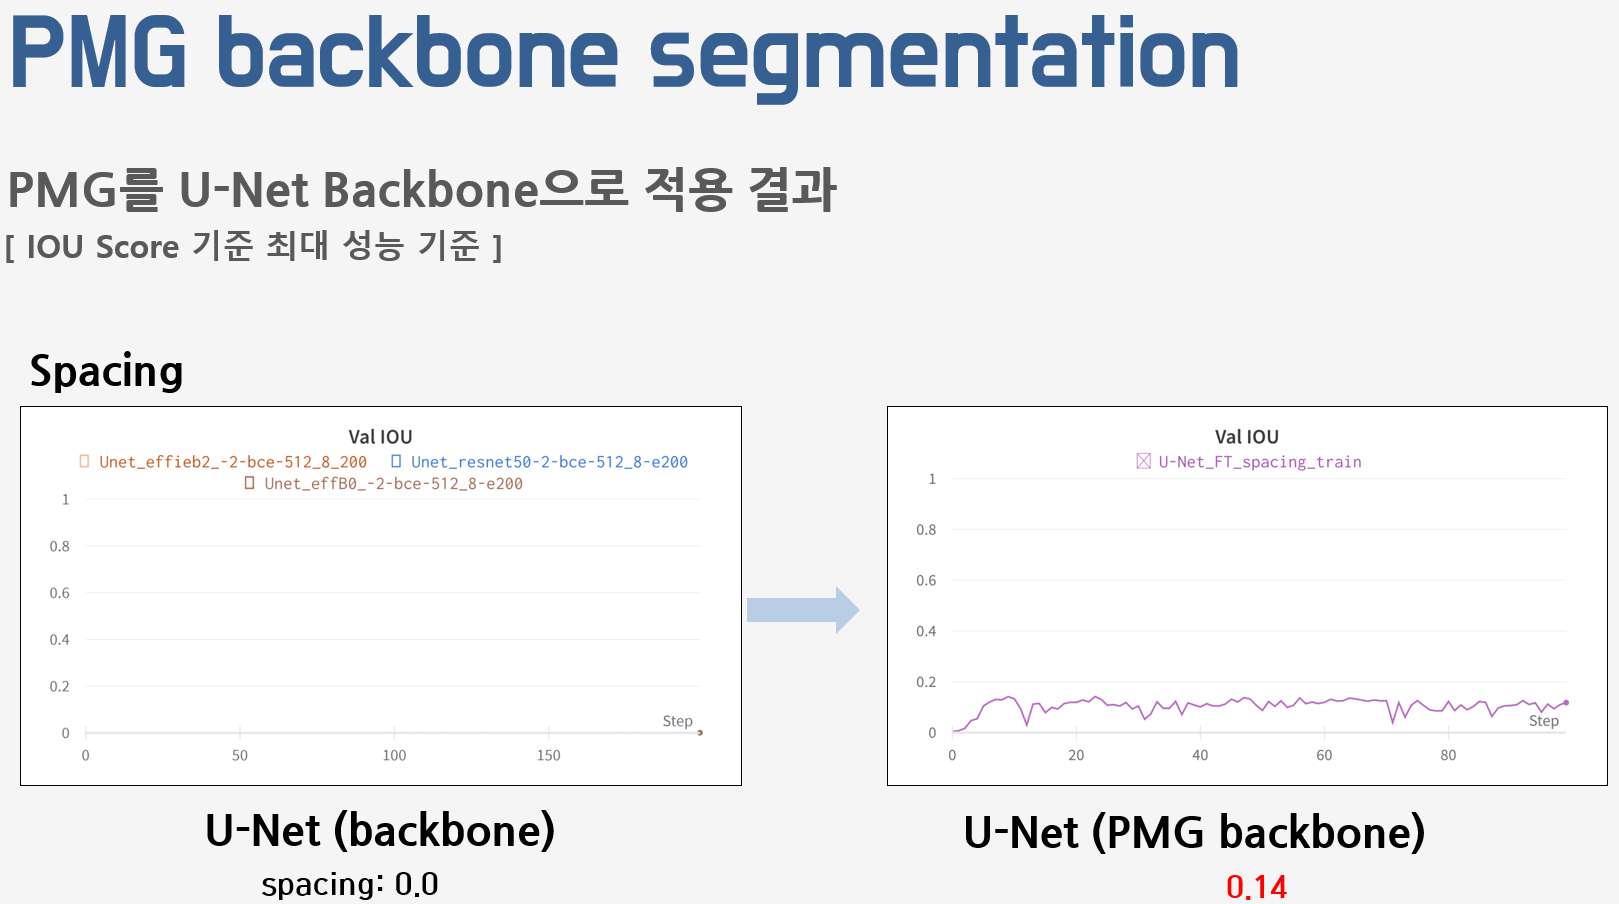 PMG backbone segmentation
PMG를 U-Net Backbone으로 적용 결과
[ IOU Score 기준 최대 성능 기준 ]
Spacing
Val IOU
Unet_effieb2_-2-bce-512_8_200 Unet_resnet50-2-bce-512_8-e200
Unet_effB0_-2-bce-512_8-e200
1
0.8
0.6
0.4
0.2
0
Step
0 50 100 150
U-Net (backbone)
spacing: 0.0
Val IOU
U-Net_FT_spacing_train
1
0.8
0.6
0.4
0.2
0
Step
0 20 40 60 80
U-Net (PMG backbone)
0.14